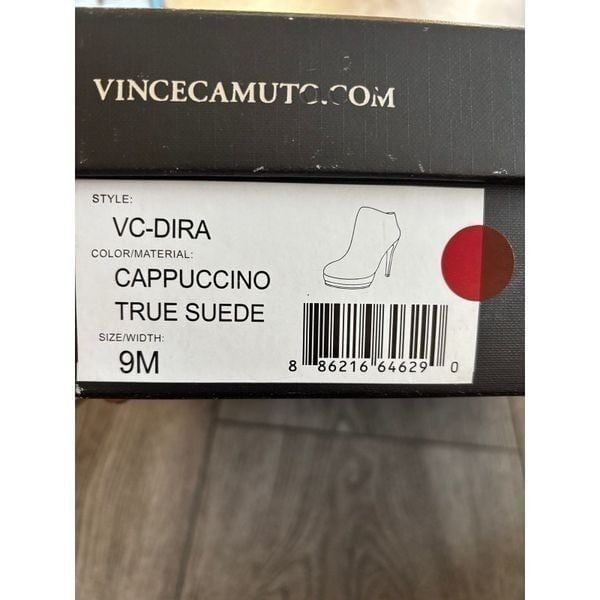 VINCECAMUTO.COM
STYLE:
VC-DIRA
COLOR/MATERIAL:
CAPPUCCINO
TRUE SUEDE
SIZE/WIDTH:
9M
8 86216 64629 0